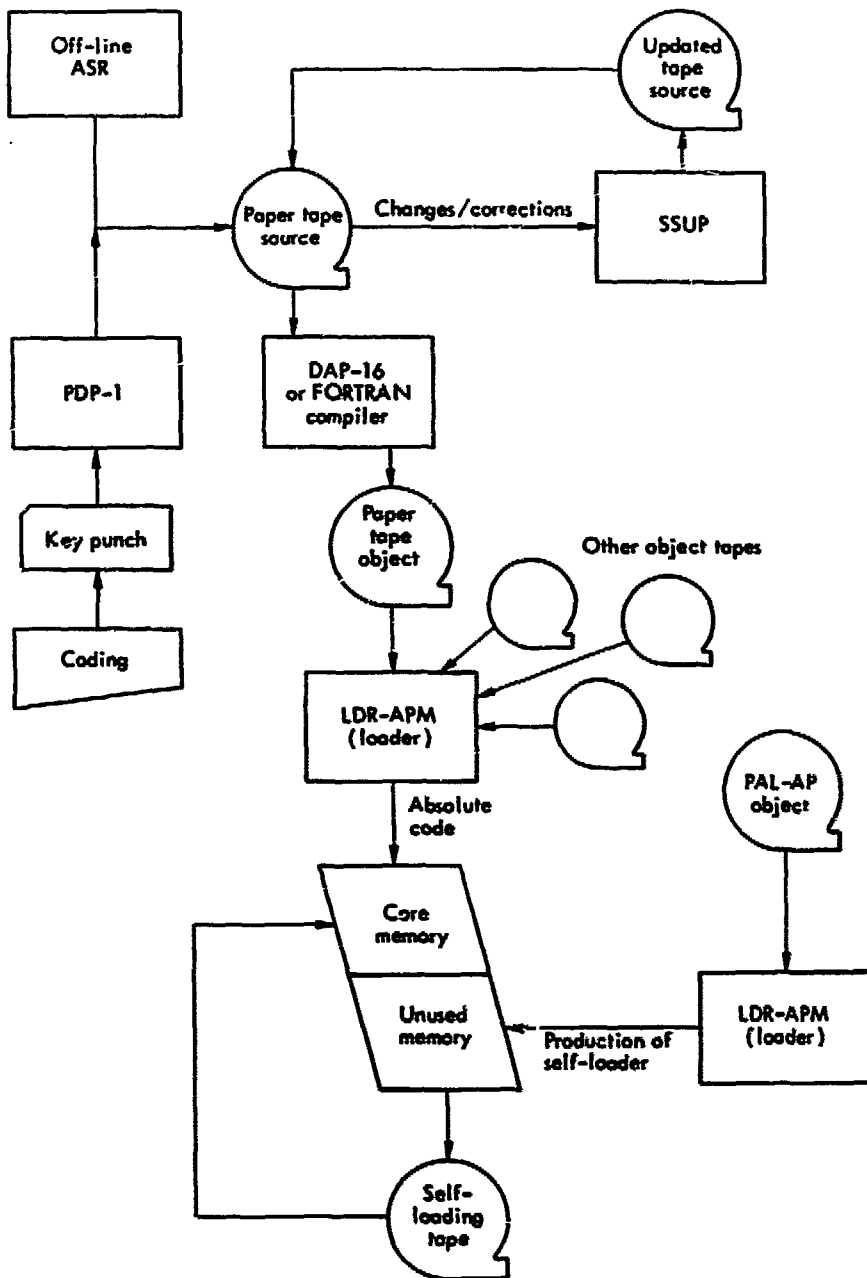 Off-line
ASR
Updated
tape
source
Paper tape
source
Changes/corrections
SSUP
PDP-1
DAP-16
or FORTRAN
compiler
Key punch
Paper
tape
object
Other object tapes
Coding
LDR-APM
(loader)
PAL-AP
object
Absolute
code
Core
memory
Unused
memory
Production of
self-loader
LDR-APM
(loader)
Self-
loading
tape